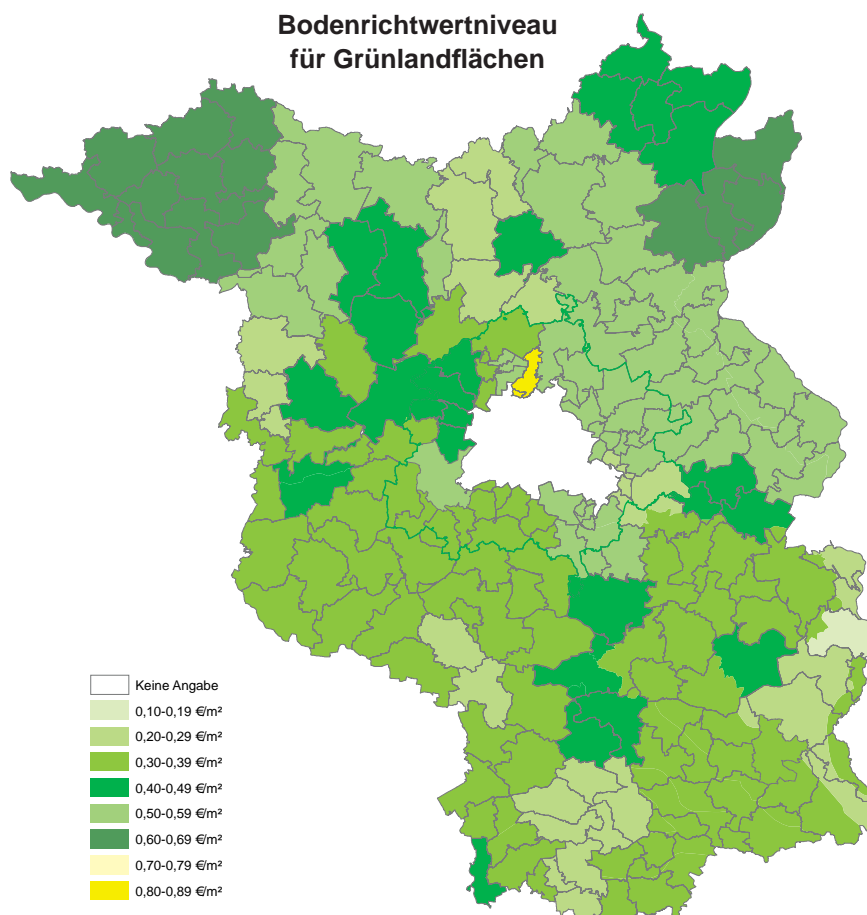 Bodenrichtwertniveau
für Grünlandflächen
Keine Angabe
0,10-0,19 €/m²
0,20-0,29 €/m²
0,30-0,39 €/m²
0,40-0,49 €/m²
0,50-0,59 €/m²
0,60-0,69 €/m²
0,70-0,79 €/m²
0,80-0,89 €/m²